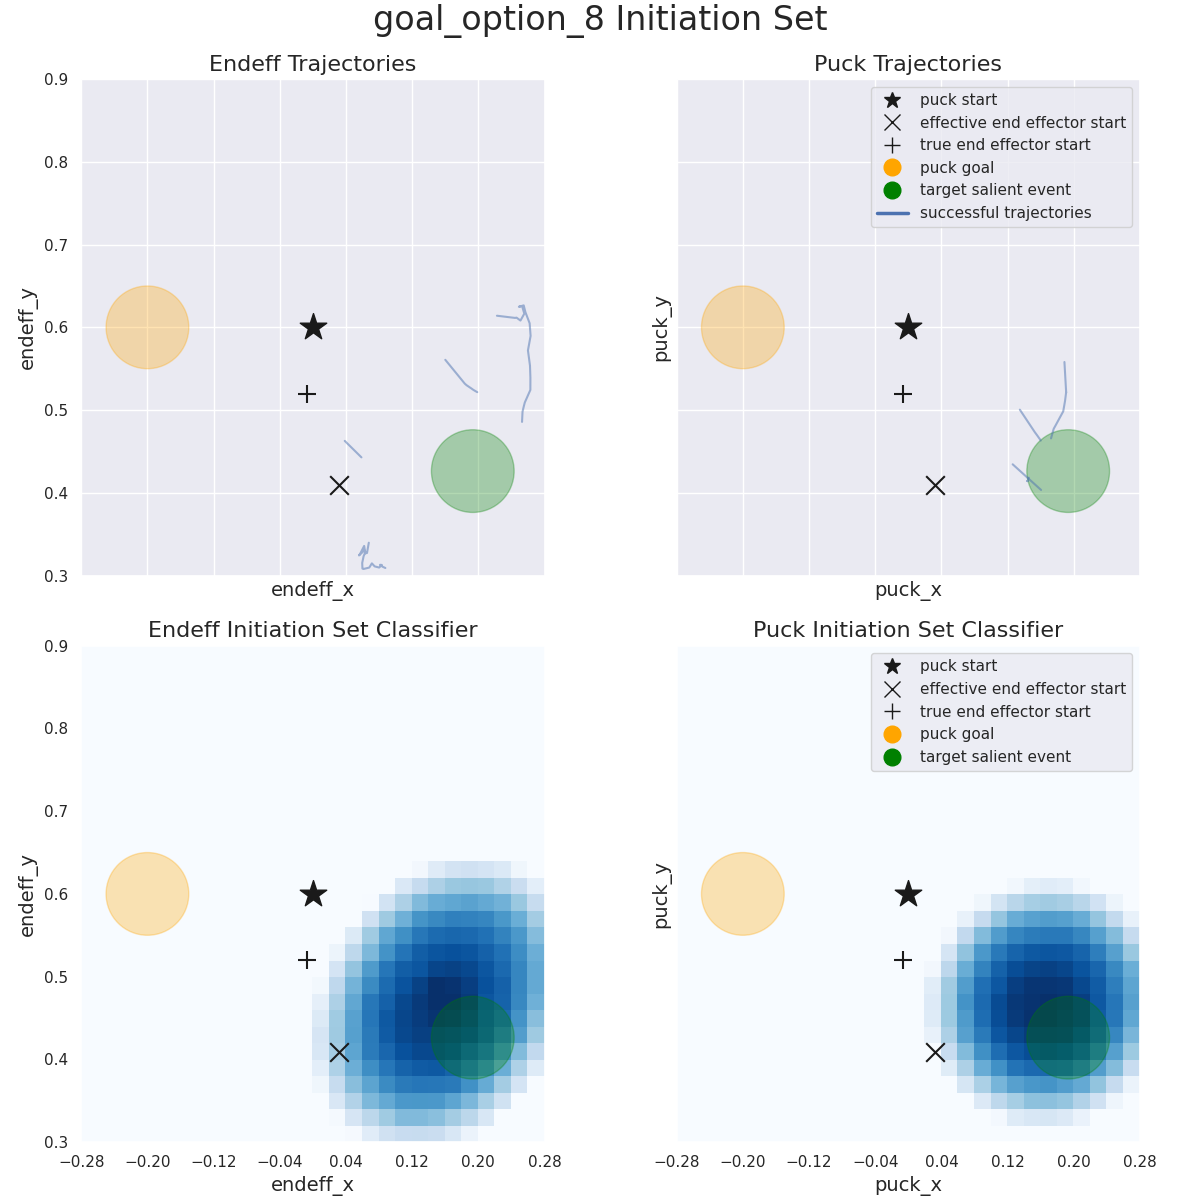 goal_option_8 Initiation Set
Endeff Trajectories
0.9
0.8
0.7
0.6
0.5
0.4
0.3
endeff_y
endeff_x
Puck Trajectories
puck start
effective end effector start
true end effector start
puck goal
target salient event
successful trajectories
puck_y
puck_x
Endeff Initiation Set Classifier
0.9
0.8
0.7
0.6
0.5
0.4
0.3
endeff_y
−0.28 −0.20 −0.12 −0.04 0.04 0.12 0.20 0.28
endeff_x
Puck Initiation Set Classifier
puck start
effective end effector start
true end effector start
puck goal
target salient event
puck_y
−0.28 −0.20 −0.12 −0.04 0.04 0.12 0.20 0.28
puck_x